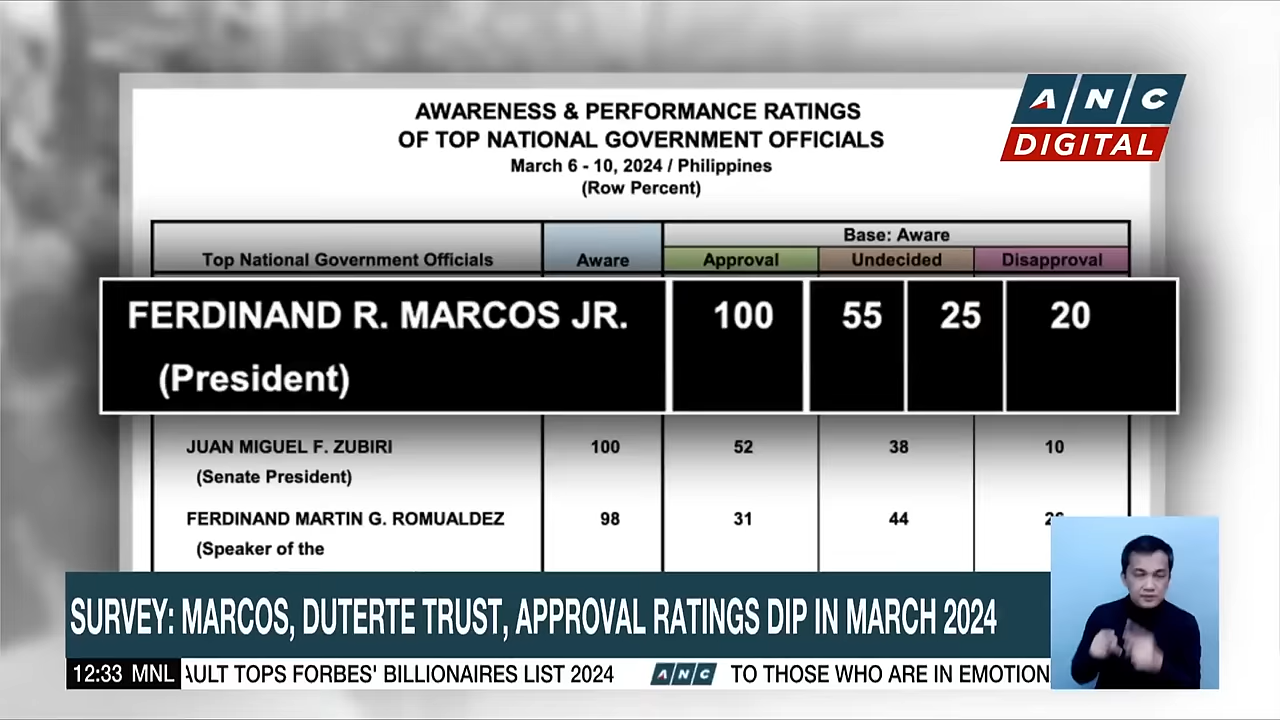 AWARENESS & PERFORMANCE RATINGS
OF TOP NATIONAL GOVERNMENT OFFICIALS
March 6 - 10, 2024 / Philippines
(Row Percent)
ANC
DIGITAL
Base: Aware
Top National Government Officials Aware Approval Undecided Disapproval
FERDINAND R. MARCOS JR. 100 55 25 20
(President)
JUAN MIGUEL F. ZUBIRI 100 52 38 10
(Senate President)
FERDINAND MARTIN G. ROMUALDEZ 98 31 44
(Speaker of the
SURVEY: MARCOS, DUTERTE TRUST, APPROVAL RATINGS DIP IN MARCH 2024
12:33 MNL AULT TOPS FORBES' BILLIONAIRES LIST 2024 ANC TO THOSE WHO ARE IN EMOTION